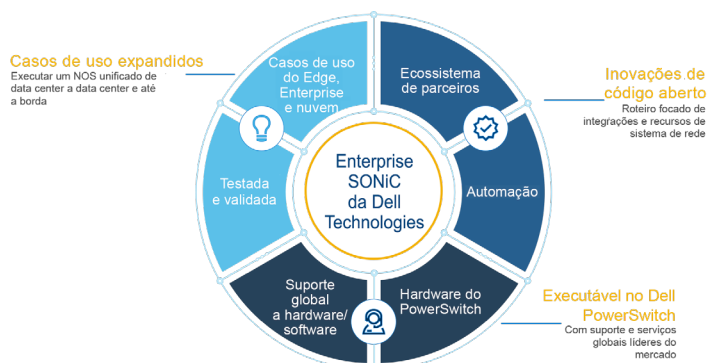 Casos de uso expandidos
Executar um NOS unificado de
data center a data center e até
a borda
Casos de uso
do Edge,
Enterprise
e nuvem
Ecossistema
de parceiros
Inovações de
código aberto
Roteiro focado de
integrações e recursos de
sistema de rede
Testada
e validada
Enterprise
SONiC
da Dell
Technologies
Automação
Suporte
global
a hardware/
software
Hardware do
PowerSwitch
Executável no Dell
PowerSwitch
Com suporte e serviços
globais líderes do
mercado